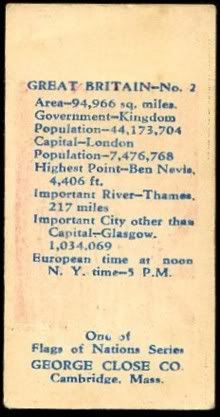 GREAT BRITAIN—No. 2
Area—94,966 sq. miles.
Government—Kingdom
Population—44,173,704
Capital—London
Population—7,476,768
Highest Point—Ben Nevis,
4,406 ft.
Important River—Thames,
217 miles
Important City other than
Capital—Glasgow.
1,034,069
European time at noon
N. Y. time—5 P.M.
One of
Flags of Nations Series
GEORGE CLOSE CO.
Cambridge, Mass.